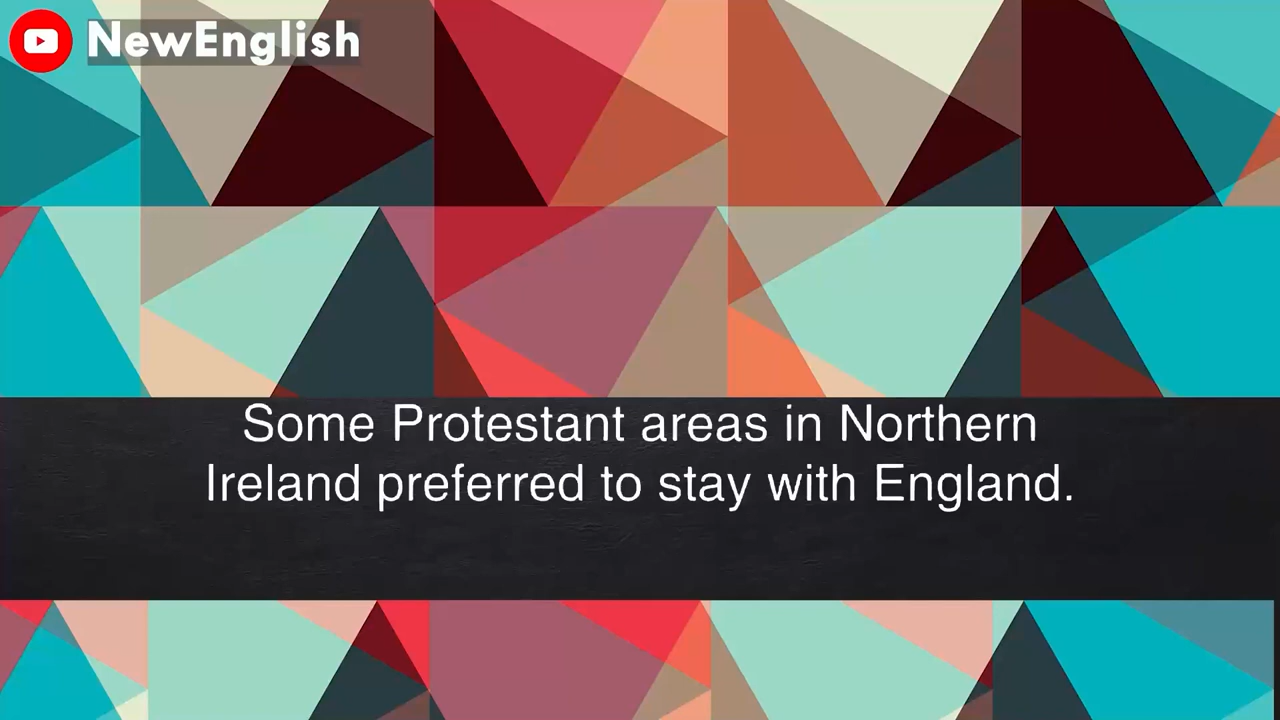 NewEnglish
Some Protestant areas in Northern
Ireland preferred to stay with England.